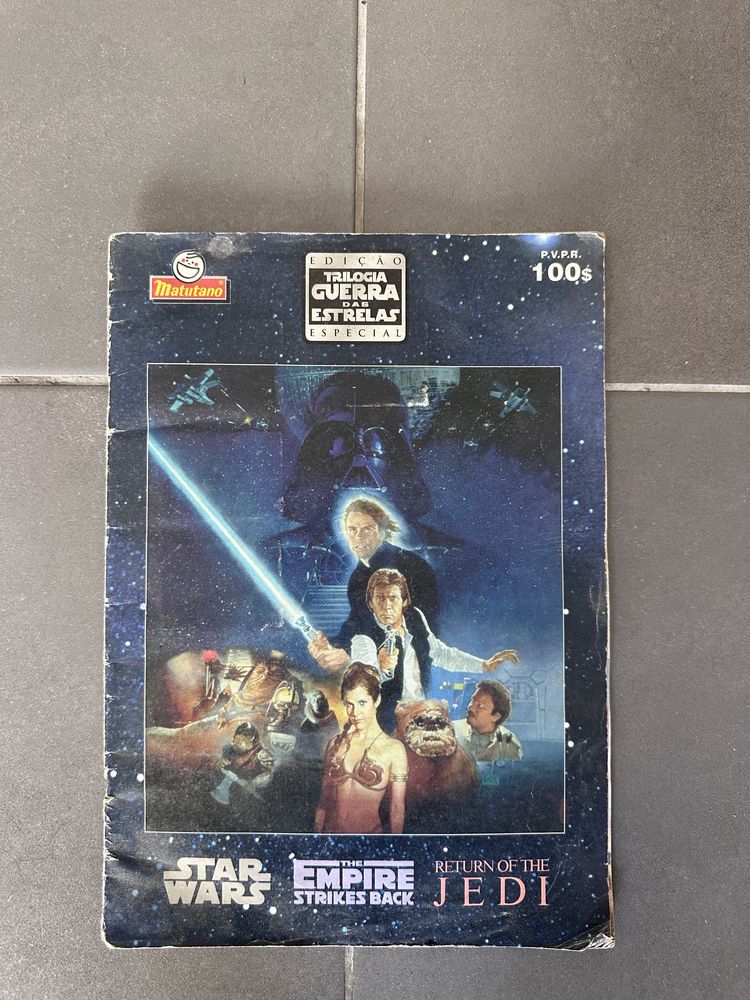 Matutano®
EDIÇÃO
TRILOGIA
GUERRA
DAS
ESTRELAS
ESPECIAL
P.V.P.R.
100$
STAR
WARS
THE
EMPIRE
STRIKES BACK
RETURN OF THE
JEDI